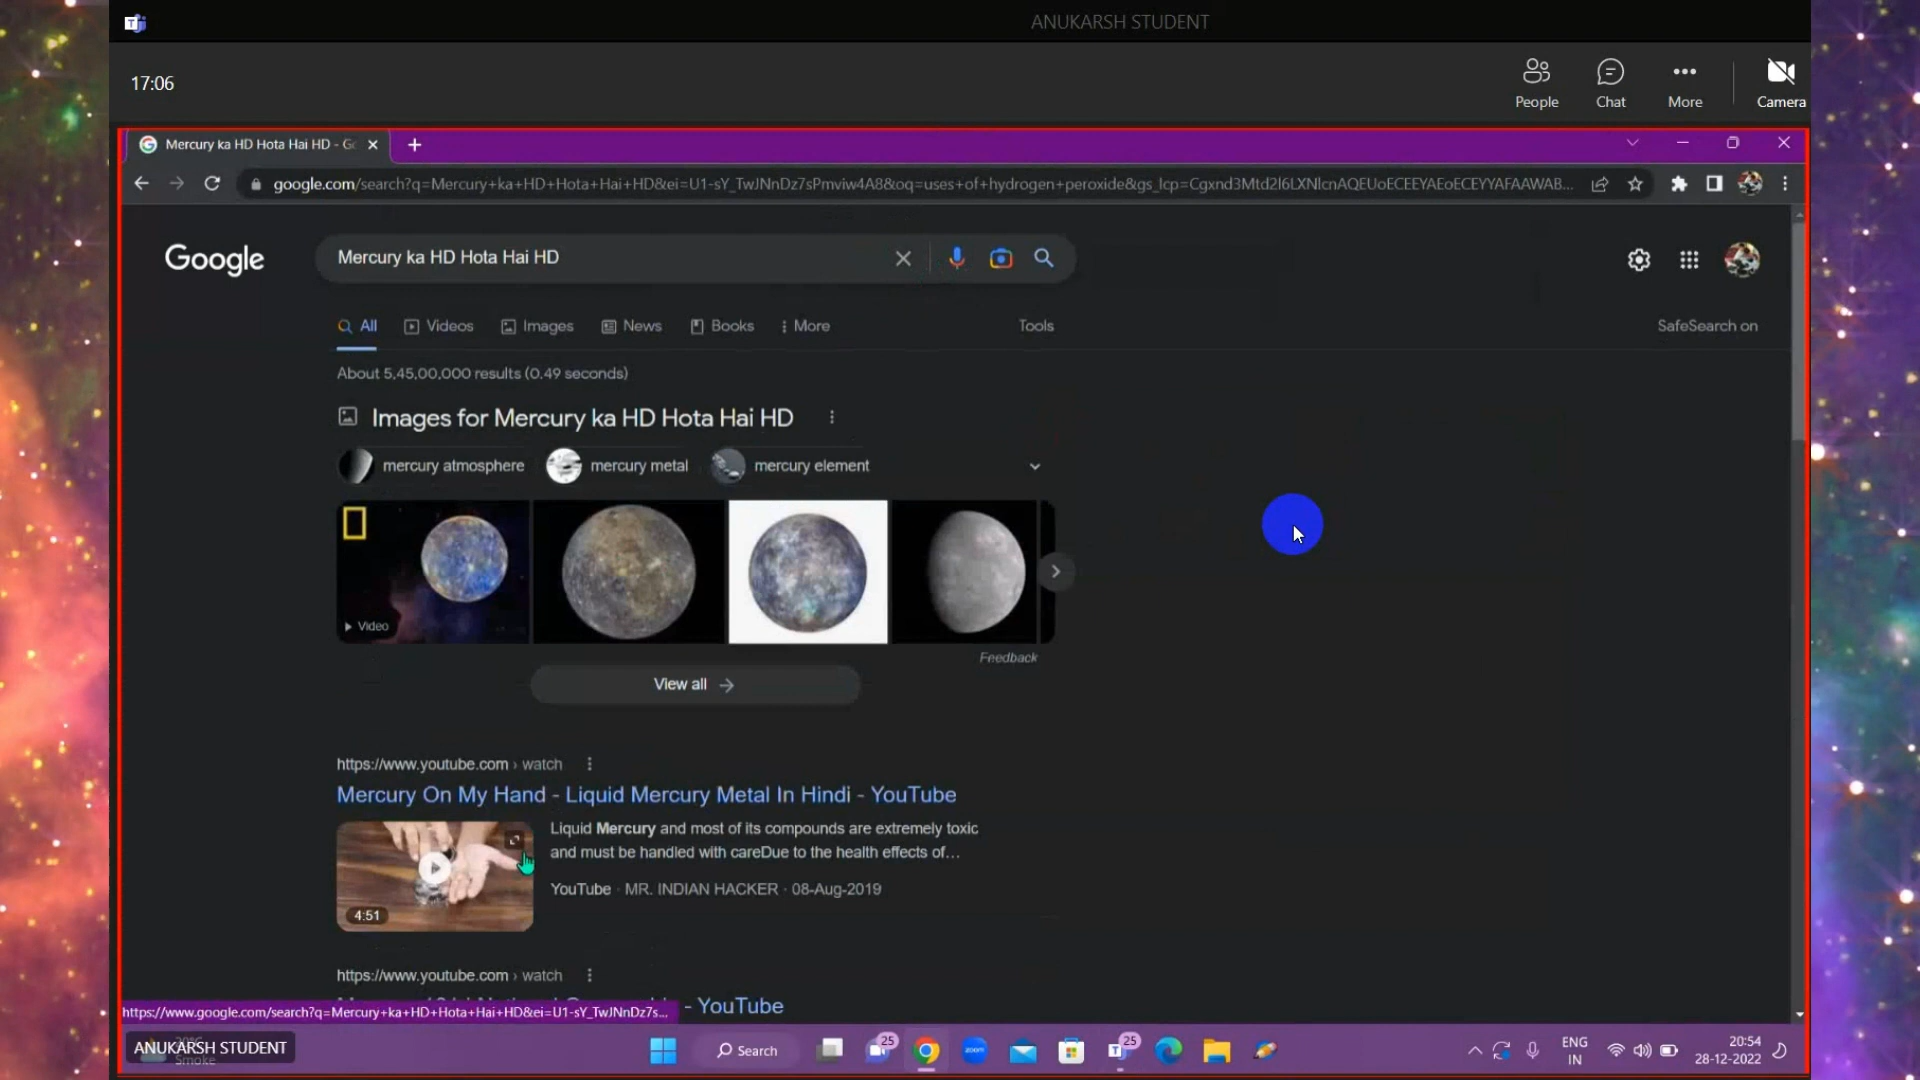 ANUKARSH STUDENT
17:06
People
Chat
More
Camera
Mercury ka HD Hota Hai HD - Go
google.com/search?q=Mercury+ka+HD+Hota+Hai+HD&ei=U1-sY_TwJNnDz7sPmviw4A8&oq=uses+of+hydrogen+peroxide&gs_lcp=Cgxnd3Mtd2l6LXNlcnAQEUoECEEYAEoECEYYAFAAWAB...
Google
Mercury ka HD Hota Hai HD
All
Videos
Images
News
Books
More
Tools
SafeSearch on
About 5,45,00,000 results (0.49 seconds)
Images for Mercury ka HD Hota Hai HD
mercury atmosphere
mercury metal
mercury element
Video
Feedback
View all
https://www.youtube.com › watch
Mercury On My Hand - Liquid Mercury Metal In Hindi - YouTube
Liquid Mercury and most of its compounds are extremely toxic
and must be handled with careDue to the health effects of...
YouTube · MR. INDIAN HACKER · 08-Aug-2019
4:51
https://www.youtube.com › watch
- YouTube
https://www.google.com/search?q=Mercury+ka+HD+Hota+Hai+HD&ei=U1-sY_TwJNnDz7s...
ANUKARSH STUDENT
Smoke
Search
25
zoom
25
ENG
IN
20:54
28-12-2022